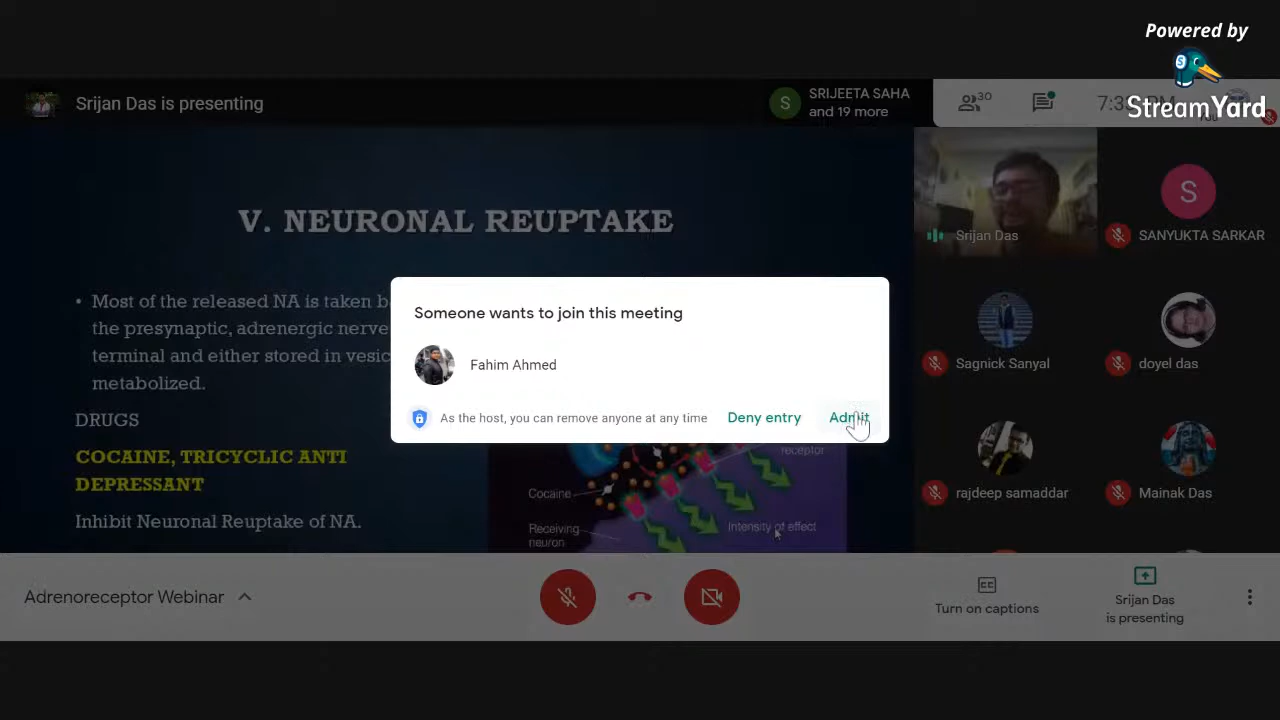 Powered by
StreamYard
Srijan Das is presenting
S
SRIJEETA SAHA
and 19 more
30
You
V. NEURONAL REUPTAKE
• Most of the released NA is taken b
the presynaptic, adrenergic nerve
terminal and either stored in vesic
metabolized.
DRUGS
COCAINE, TRICYCLIC ANTI
DEPRESSANT
Inhibit Neuronal Reuptake of NA.
receptor
Cocaine
Receiving
neuron
Intensity of effect
Someone wants to join this meeting
Fahim Ahmed
As the host, you can remove anyone at any time
Deny entry
Admit
Srijan Das
S
SANYUKTA SARKAR
Sagnick Sanyal
doyel das
rajdeep samaddar
Mainak Das
Adrenoreceptor Webinar
CC
Turn on captions
Srijan Das
is presenting